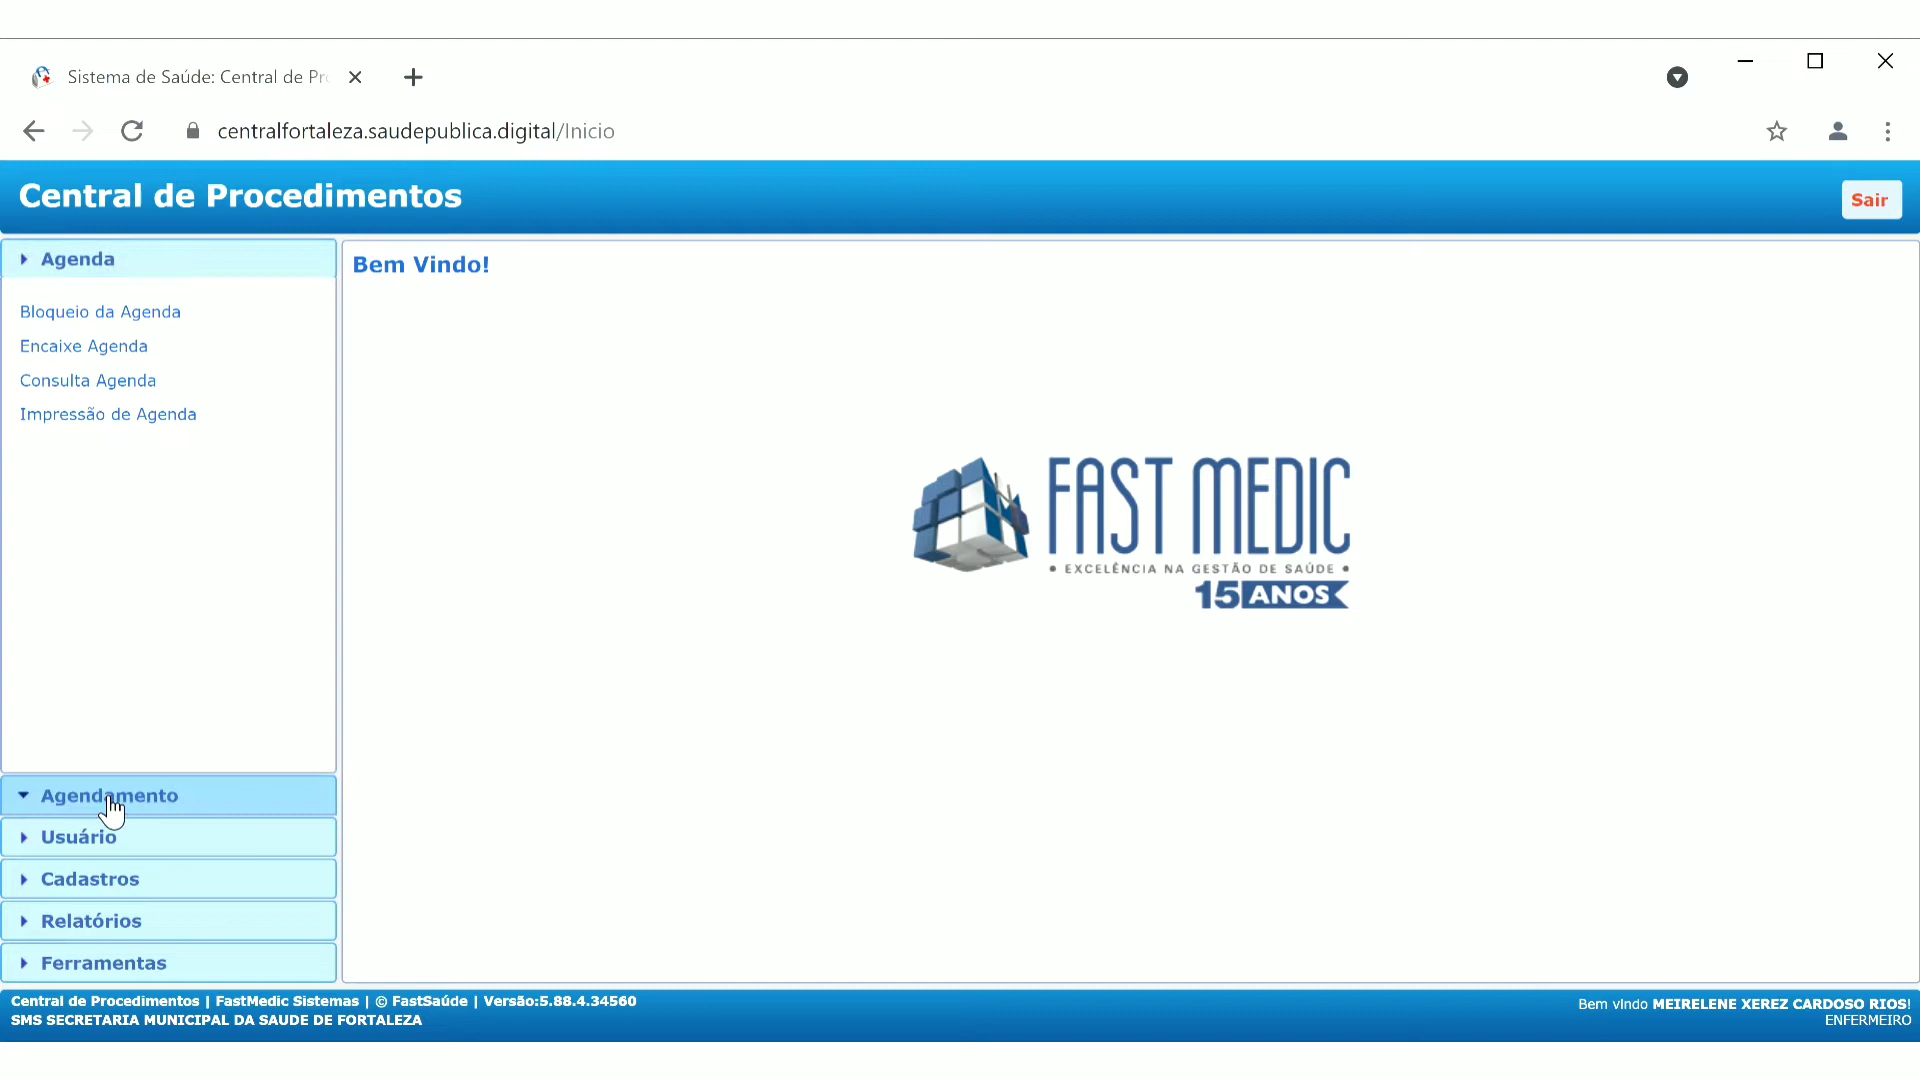 Sistema de Saúde: Central de Pro
centralfortaleza.saudepublica.digital/Inicio
Central de Procedimentos
Sair
Agenda
Bloqueio da Agenda
Encaixe Agenda
Consulta Agenda
Impressão de Agenda
Agendamento
Usuário
Cadastros
Relatórios
Ferramentas
Bem Vindo!
FAST MEDIC
• EXCELÊNCIA NA GESTÃO DE SAÚDE •
15 ANOS
Central de Procedimentos | FastMedic Sistemas | © FastSaúde | Versão:5.88.4.34560
SMS SECRETARIA MUNICIPAL DA SAUDE DE FORTALEZA
Bem vindo MEIRELENE XEREZ CARDOSO RIOS!
ENFERMEIRO